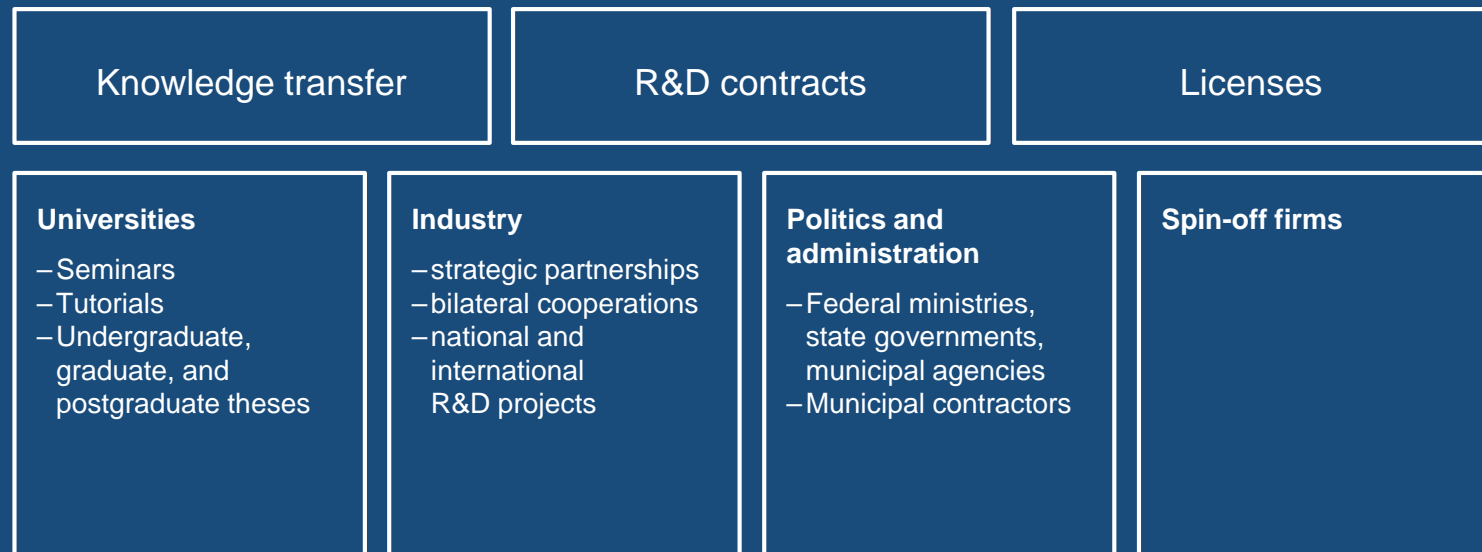 Knowledge transfer
R&D contracts
Licenses
Universities
–Seminars
–Tutorials
–Undergraduate,
graduate, and
postgraduate theses
Industry
–strategic partnerships
–bilateral cooperations
–national and
international
R&D projects
Politics and
administration
–Federal ministries,
state governments,
municipal agencies
–Municipal contractors
Spin-off firms